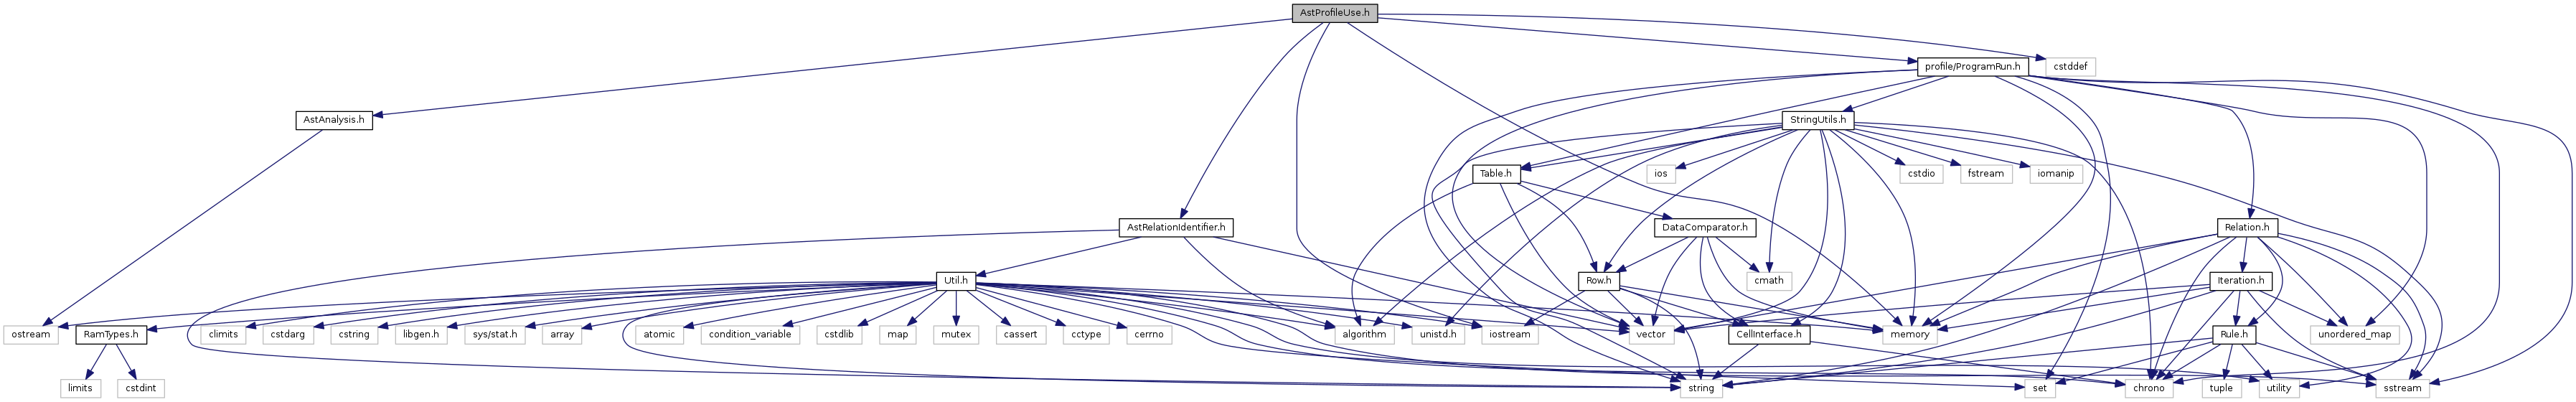 AstProfileUse.h
profile/ProgramRun.h
cstddef
AstAnalysis.h
StringUtils.h
Table.h
ios
cstdio
fstream
iomanip
AstRelationIdentifier.h
DataComparator.h
Relation.h
Util.h
Row.h
cmath
Iteration.h
ostream
RamTypes.h
climits
cstdarg
cstring
libgen.h
sys/stat.h
array
atomic
condition_variable
cstdlib
map
mutex
cassert
cctype
cerrno
algorithm
unistd.h
iostream
vector
CellInterface.h
memory
Rule.h
unordered_map
limits
cstdint
string
set
chrono
tuple
utility
sstream